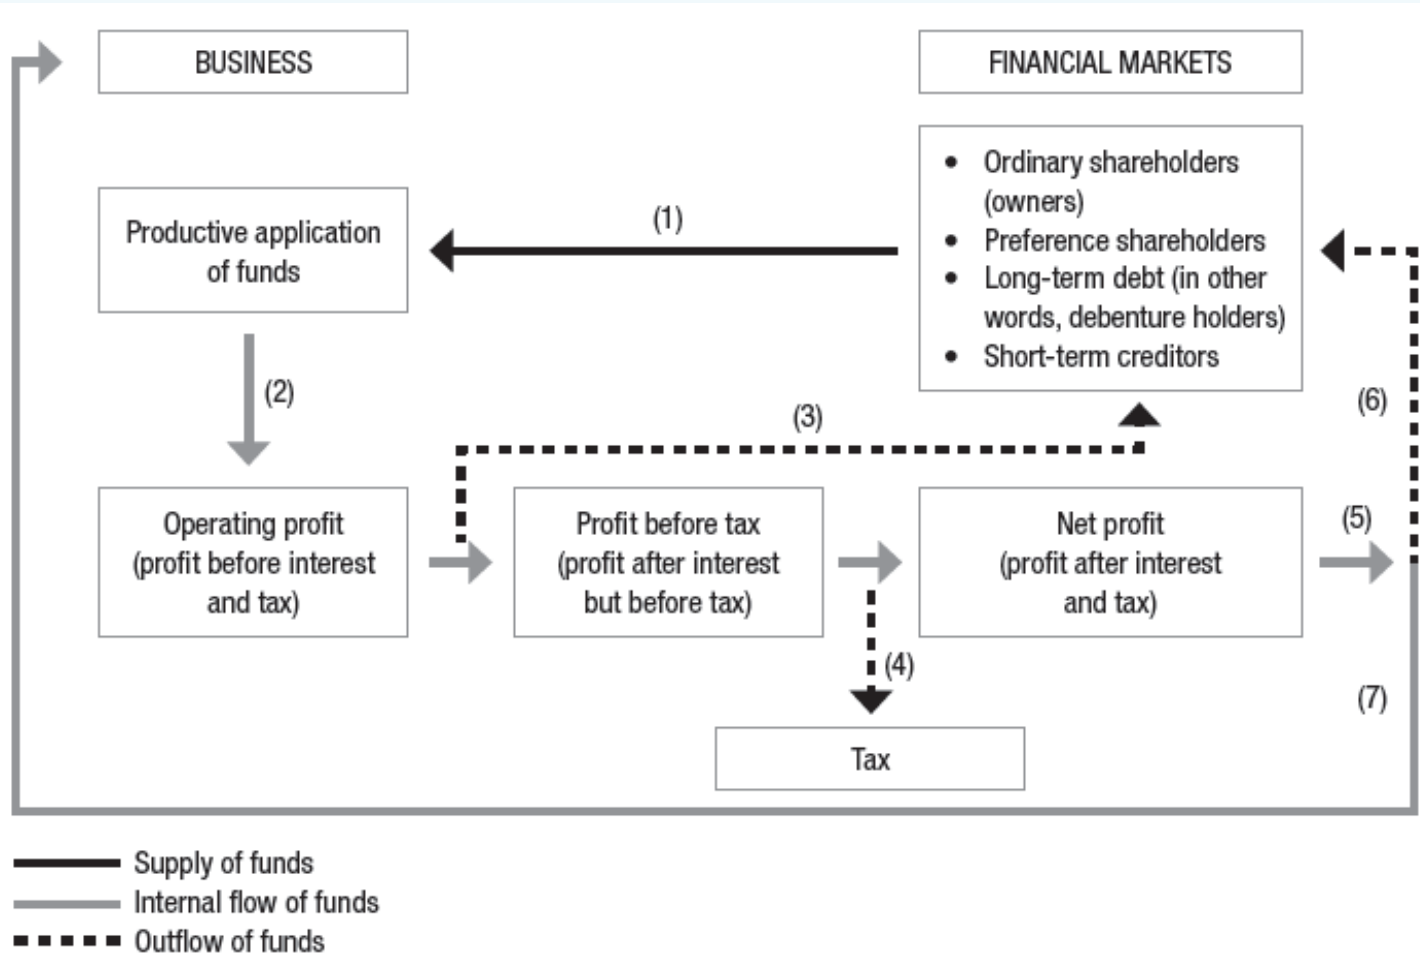 BUSINESS
FINANCIAL MARKETS
Productive application
of funds
(1)
• Ordinary shareholders
(owners)
• Preference shareholders
• Long-term debt (in other
words, debenture holders)
• Short-term creditors
(2)
(3)
(6)
Operating profit
(profit before interest
and tax)
Profit before tax
(profit after interest
but before tax)
Net profit
(profit after interest
and tax)
(5)
(4)
(7)
Tax
Supply of funds
Internal flow of funds
Outflow of funds